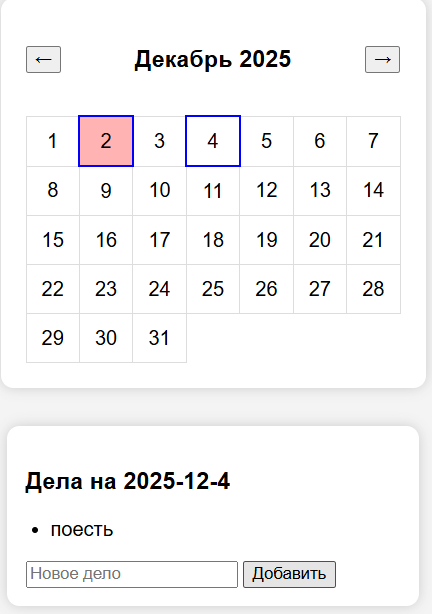 ← Декабрь 2025 →
1 2 3 4 5 6 7
8 9 10 11 12 13 14
15 16 17 18 19 20 21
22 23 24 25 26 27 28
29 30 31
Дела на 2025-12-4
• поесть
Новое дело Добавить